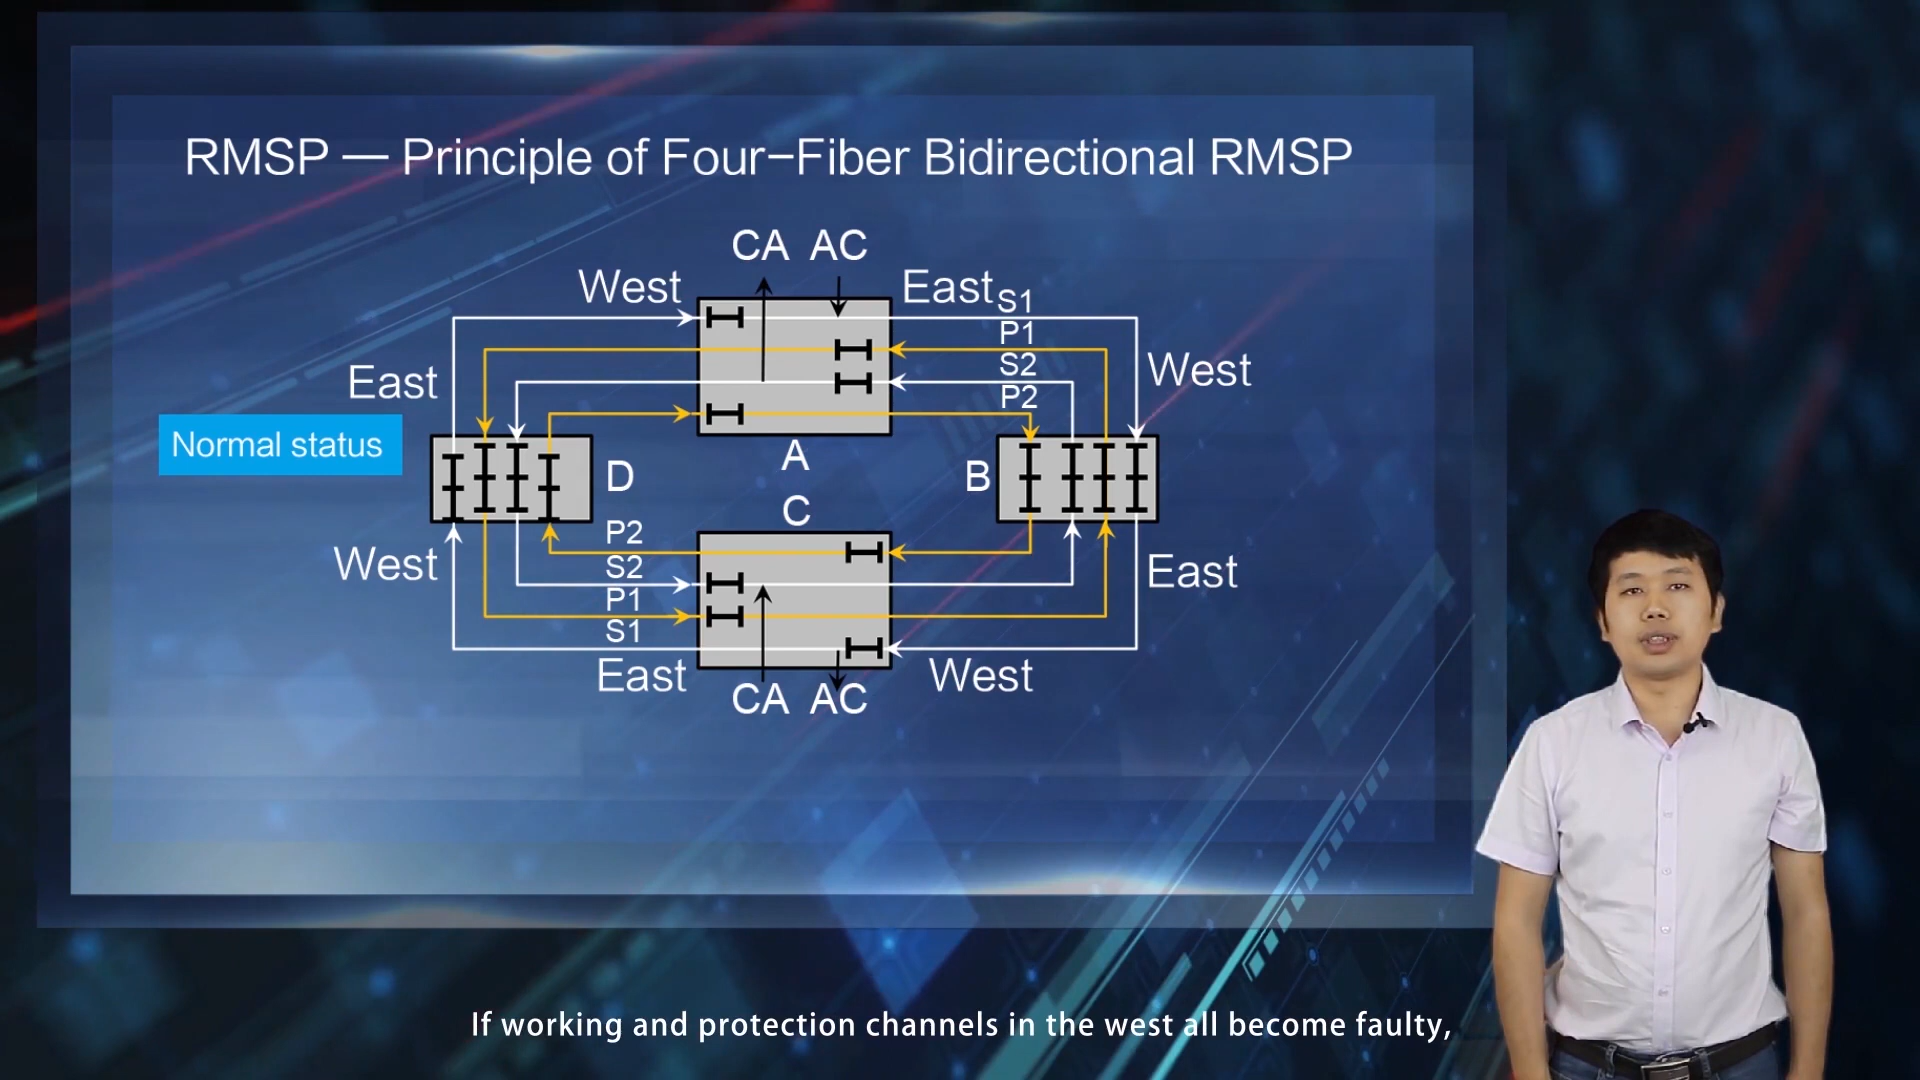 RMSP — Principle of Four-Fiber Bidirectional RMSP
CA AC
West
East
S1
P1
S2
P2
East
West
Normal status
A
D
B
C
P2
S2
P1
S1
West
East
East
West
CA AC
If working and protection channels in the west all become faulty,